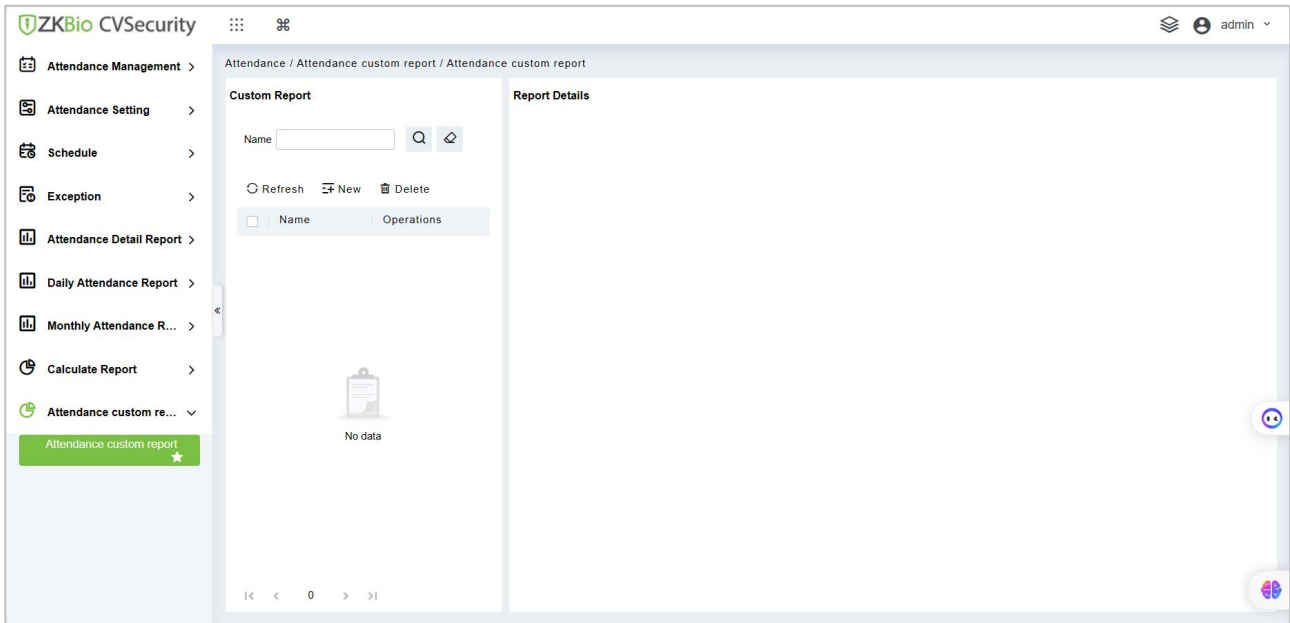 ZKBio CVSecurity
admin
Attendance Management
Attendance Setting
Schedule
Exception
Attendance Detail Report
Daily Attendance Report
Monthly Attendance R...
Calculate Report
Attendance custom re...
Attendance custom report
Attendance / Attendance custom report / Attendance custom report
Custom Report
Name
Refresh New Delete
Name Operations
No data
0
Report Details